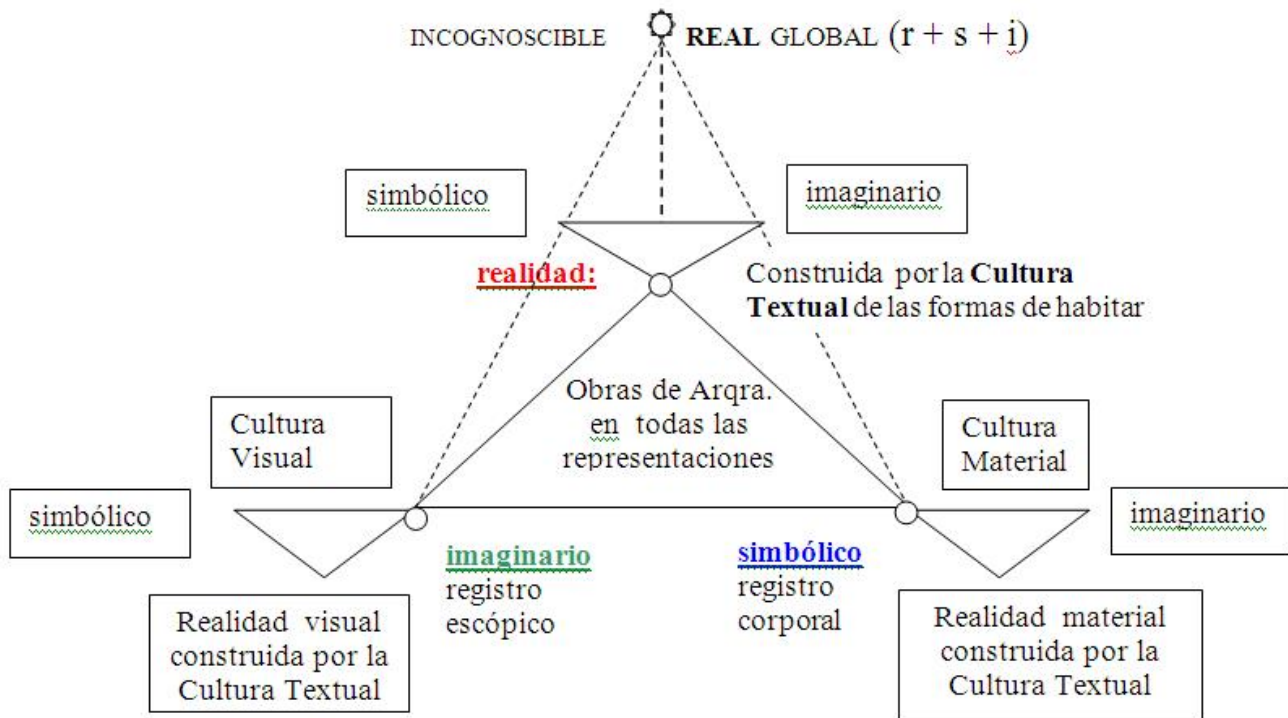 INCOGNOSCIBLE REAL GLOBAL (r + s + i)
simbólico
imaginario
realidad:
Construida por la Cultura
Textual de las formas de habitar
Obras de Arqra.
en todas las
representaciones
Cultura
Visual
Cultura
Material
simbólico
imaginario
imaginario
registro
escópico
simbólico
registro
corporal
Realidad visual
construida por la
Cultura Textual
Realidad material
construida por la
Cultura Textual